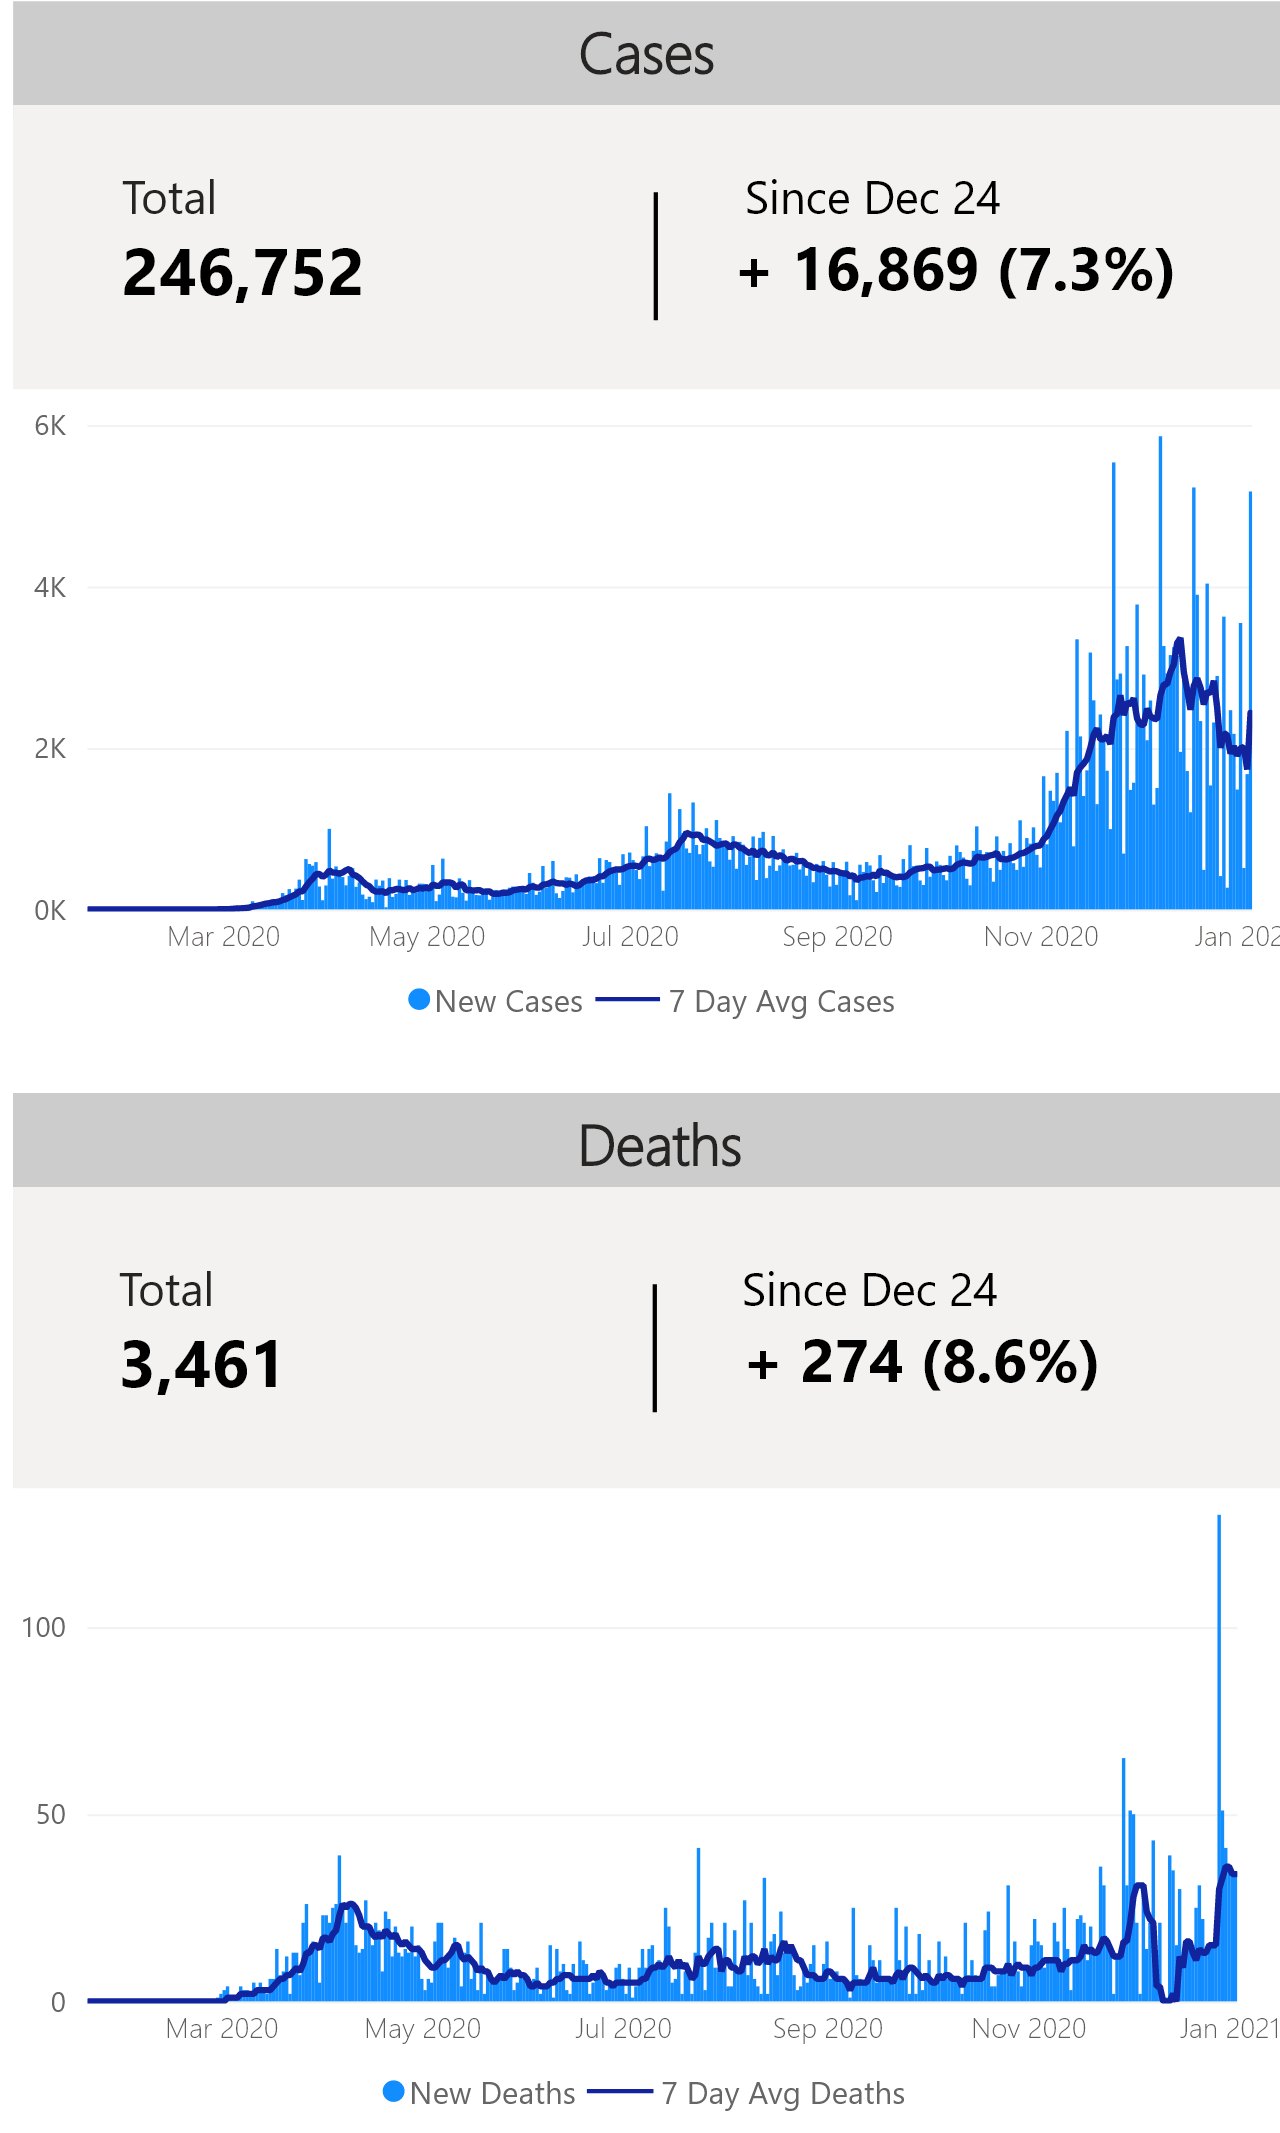 Cases
Total
Since Dec 24
246,752
+ 16,869 (7.3%)
6K
4K
2K
0K
Mar 2020 May 2020 Jul 2020 Sep 2020 Nov 2020 Jan 202
New Cases 7 Day Avg Cases
Deaths
Total
Since Dec 24
3,461
+ 274 (8.6%)
100
50
0
Mar 2020 May 2020 Jul 2020 Sep 2020 Nov 2020 Jan 2021
New Deaths 7 Day Avg Deaths